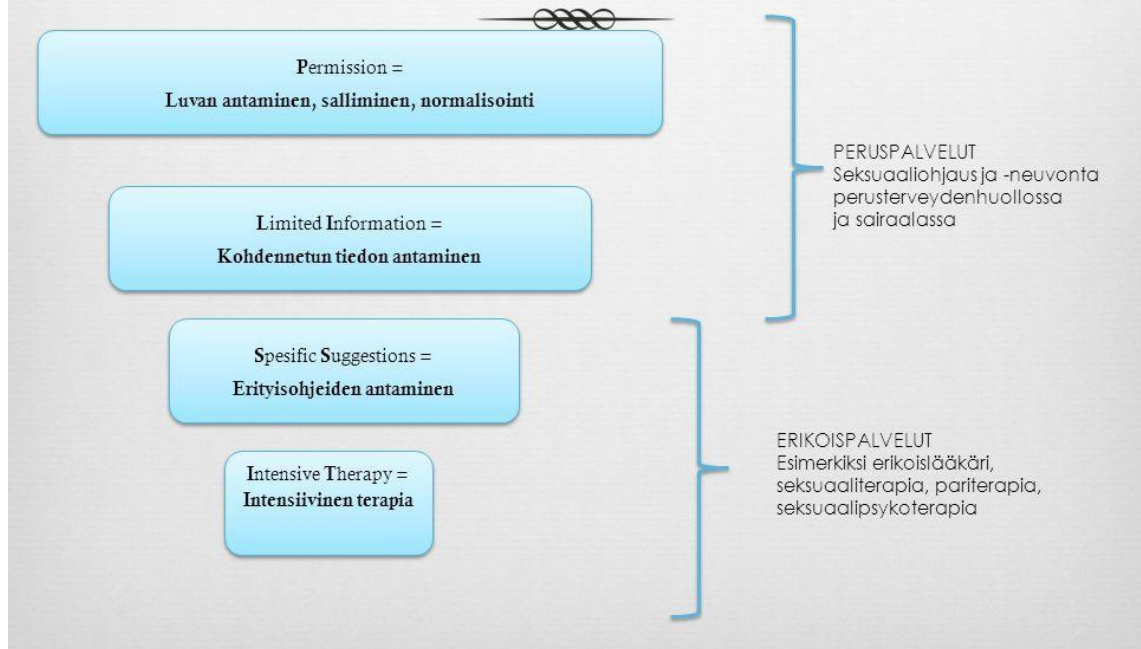 Permission =
Luvan antaminen, salliminen, normalisointi
Limited Information =
Kohdennetun tiedon antaminen
PERUSPALVELUT
Seksuaaliohjaus ja -neuvonta
perusterveydenhuollossa
ja sairaalassa
Spesific Suggestions =
Erityisohjeiden antaminen
Intensive Therapy =
Intensiivinen terapia
ERIKOISPALVELUT
Esimerkiksi erikoislääkäri,
seksuaaliterapia, pariterapia,
seksuaalipsykoterapia